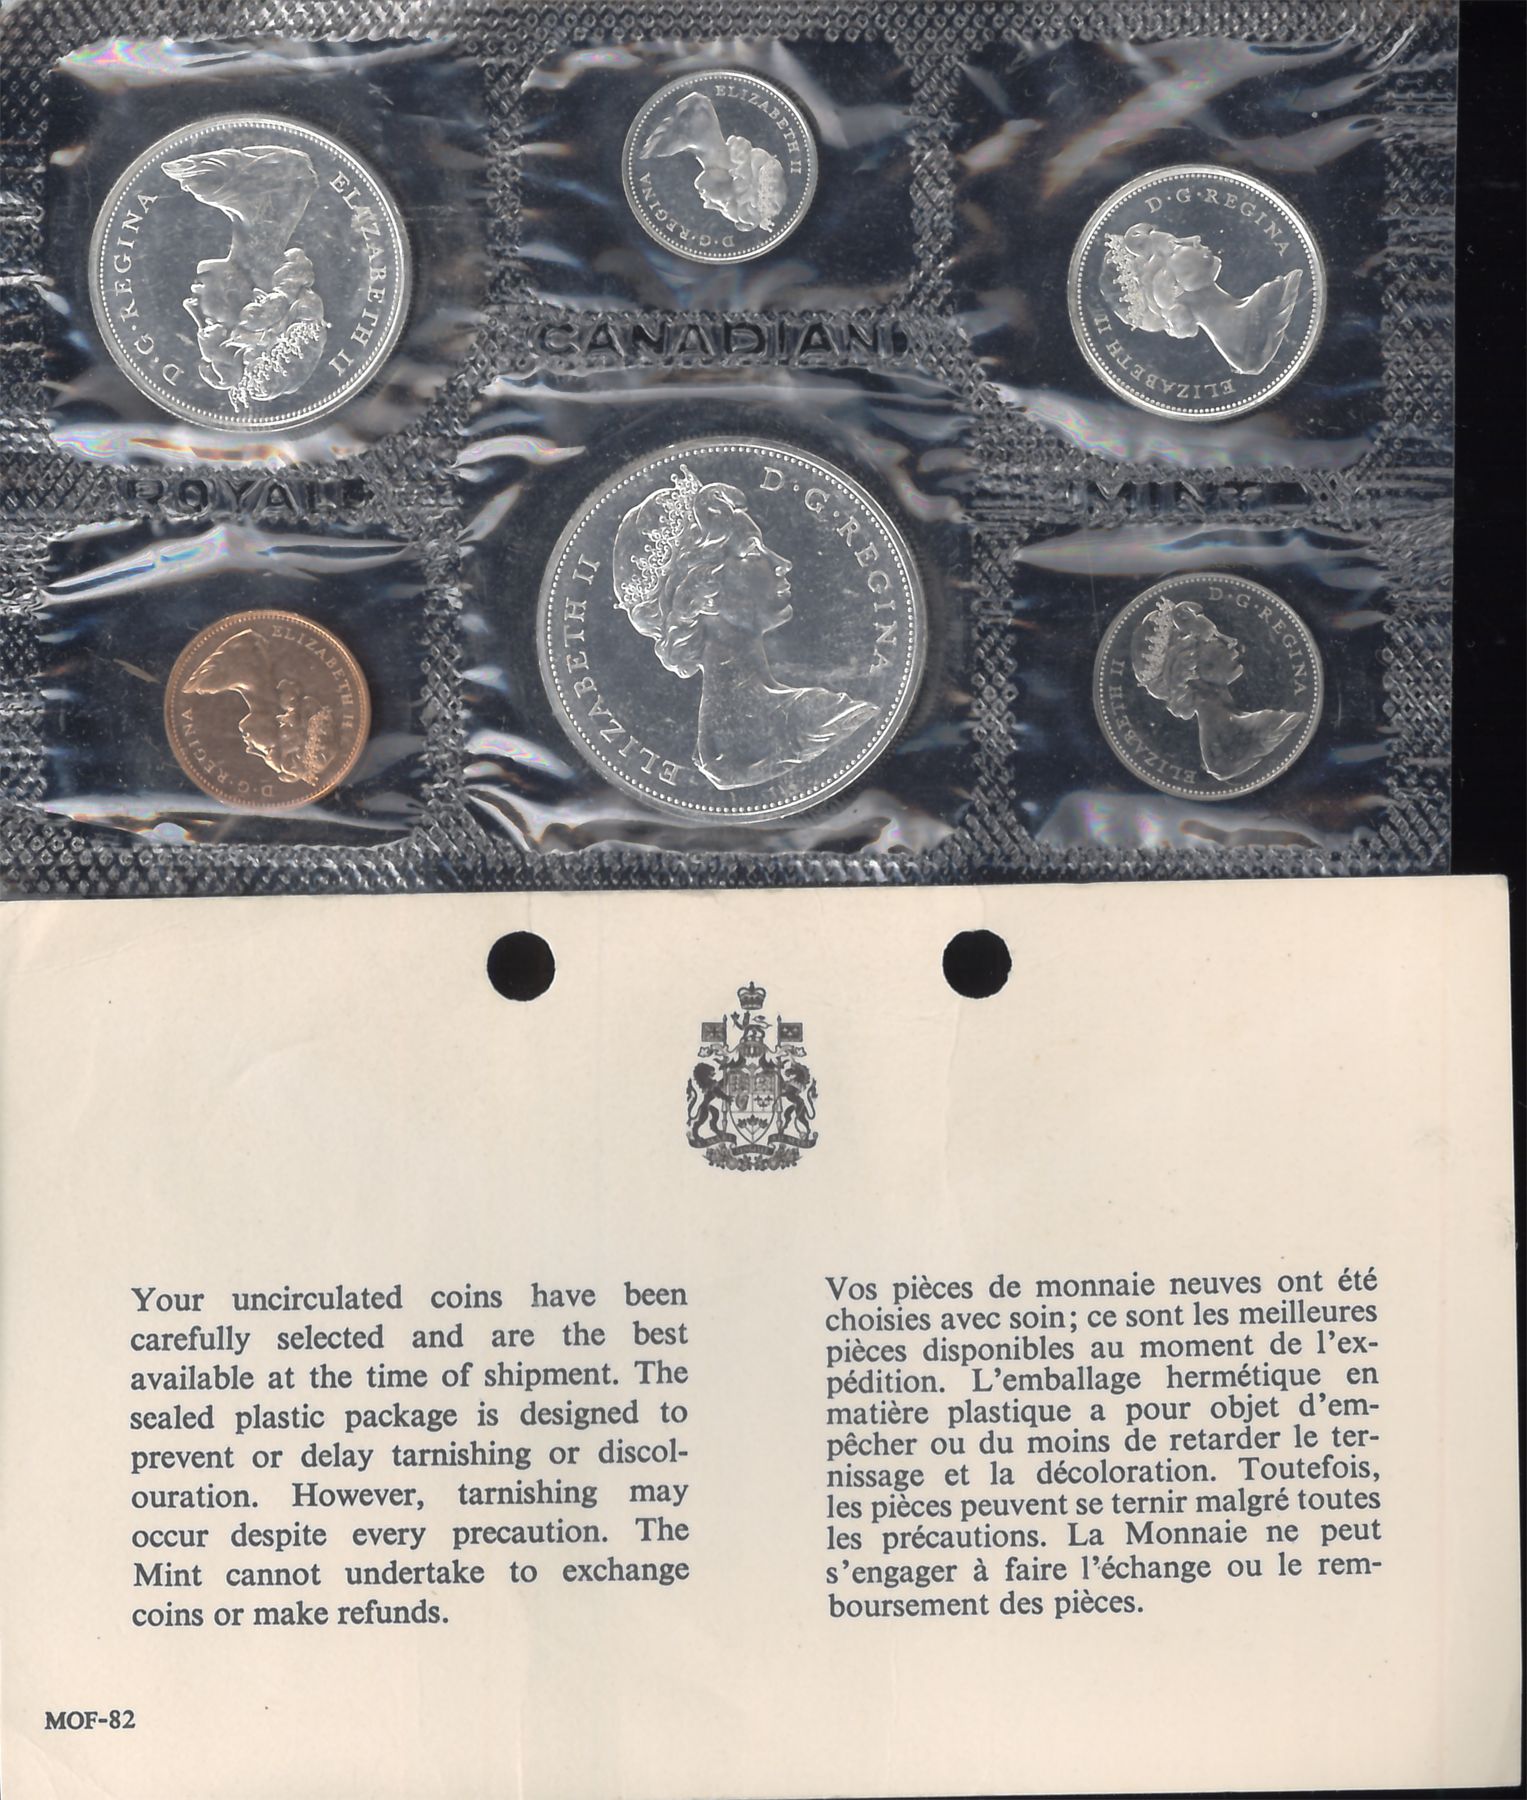 ELIZABETH II D·G·REGINA
ELIZABETH II D·G·REGINA
ELIZABETH II D·G·REGINA
CANADIAN
ROYAL
MINT
ELIZABETH II D·G·REGINA
ELIZABETH II D·G·REGINA
ELIZABETH II D·G·REGINA
Your uncirculated coins have been
carefully selected and are the best
available at the time of shipment. The
sealed plastic package is designed to
prevent or delay tarnishing or discol-
ouration. However, tarnishing may
occur despite every precaution. The
Mint cannot undertake to exchange
coins or make refunds.
Vos pièces de monnaie neuves ont été
choisies avec soin; ce sont les meilleures
pièces disponibles au moment de l'ex-
pédition. L'emballage hermétique en
matière plastique a pour objet d'em-
pêcher ou du moins de retarder le ter-
nissage et la décoloration. Toutefois,
les pièces peuvent se ternir malgré toutes
les précautions. La Monnaie ne peut
s'engager à faire l'échange ou le rem-
boursement des pièces.
MOF-82